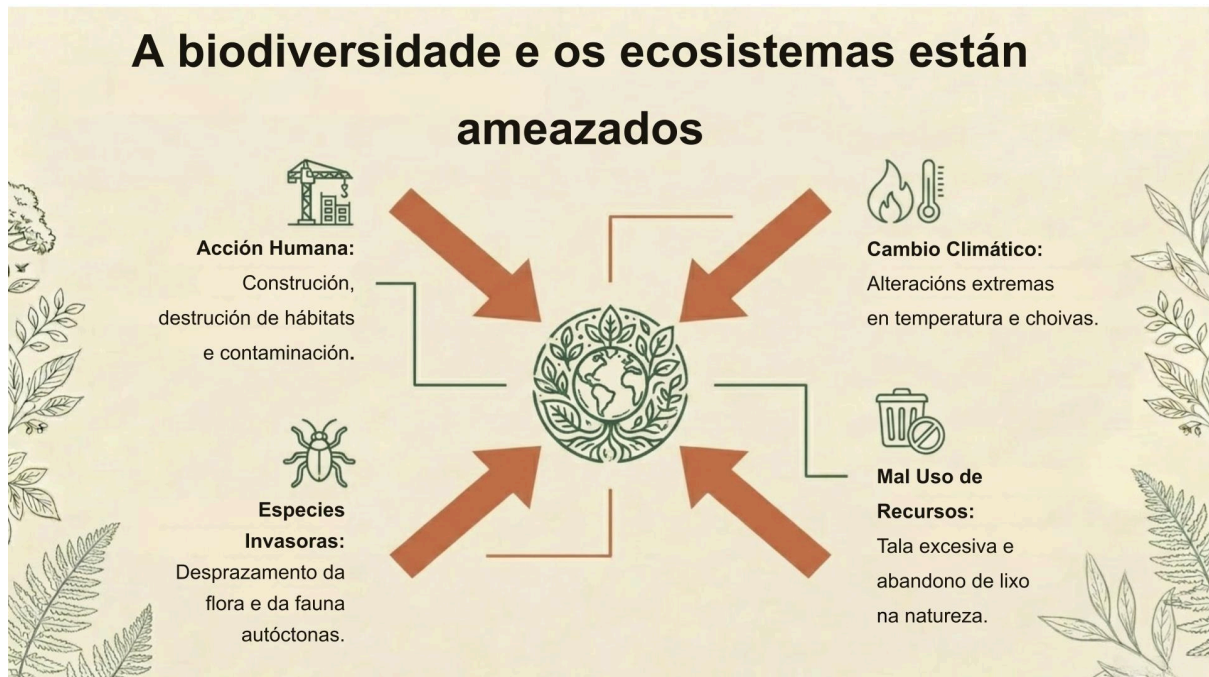 A biodiversidade e os ecosistemas están
ameazados
Acción Humana:
Construción,
destrución de hábitats
e contaminación.
Cambio Climático:
Alteracións extremas
en temperatura e choivas.
Especies
Invasoras:
Desprazamento da
flora e da fauna
autóctonas.
Mal Uso de
Recursos:
Tala excesiva e
abandono de lixo
na natureza.